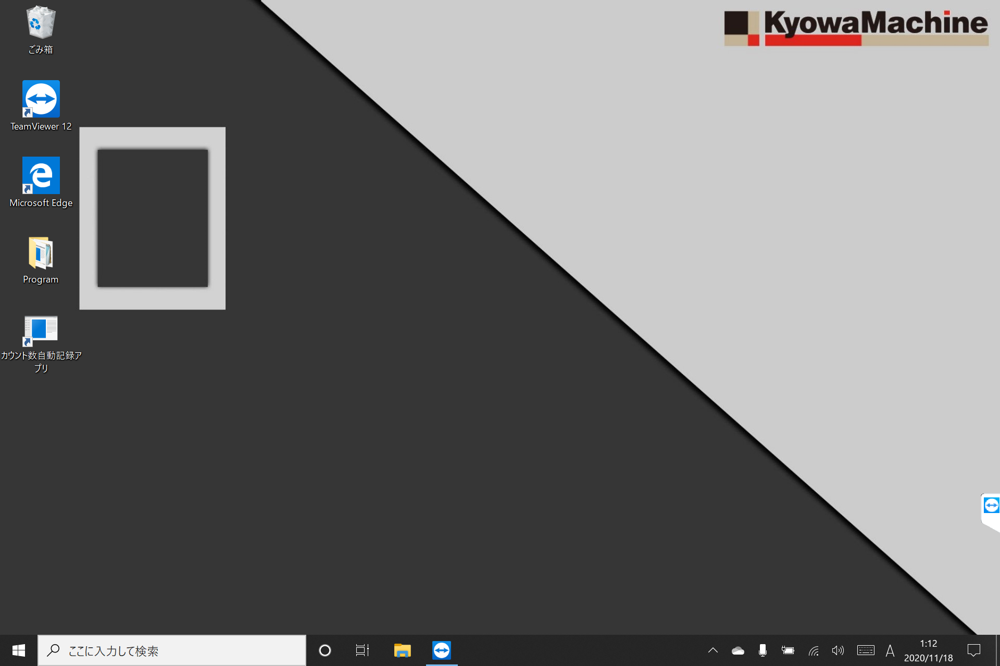 KyowaMachine
ごみ箱
TeamViewer 12
Microsoft Edge
Program
カウント数自動記録ア
プリ
ここに入力して検索
A
1:12
2020/11/18